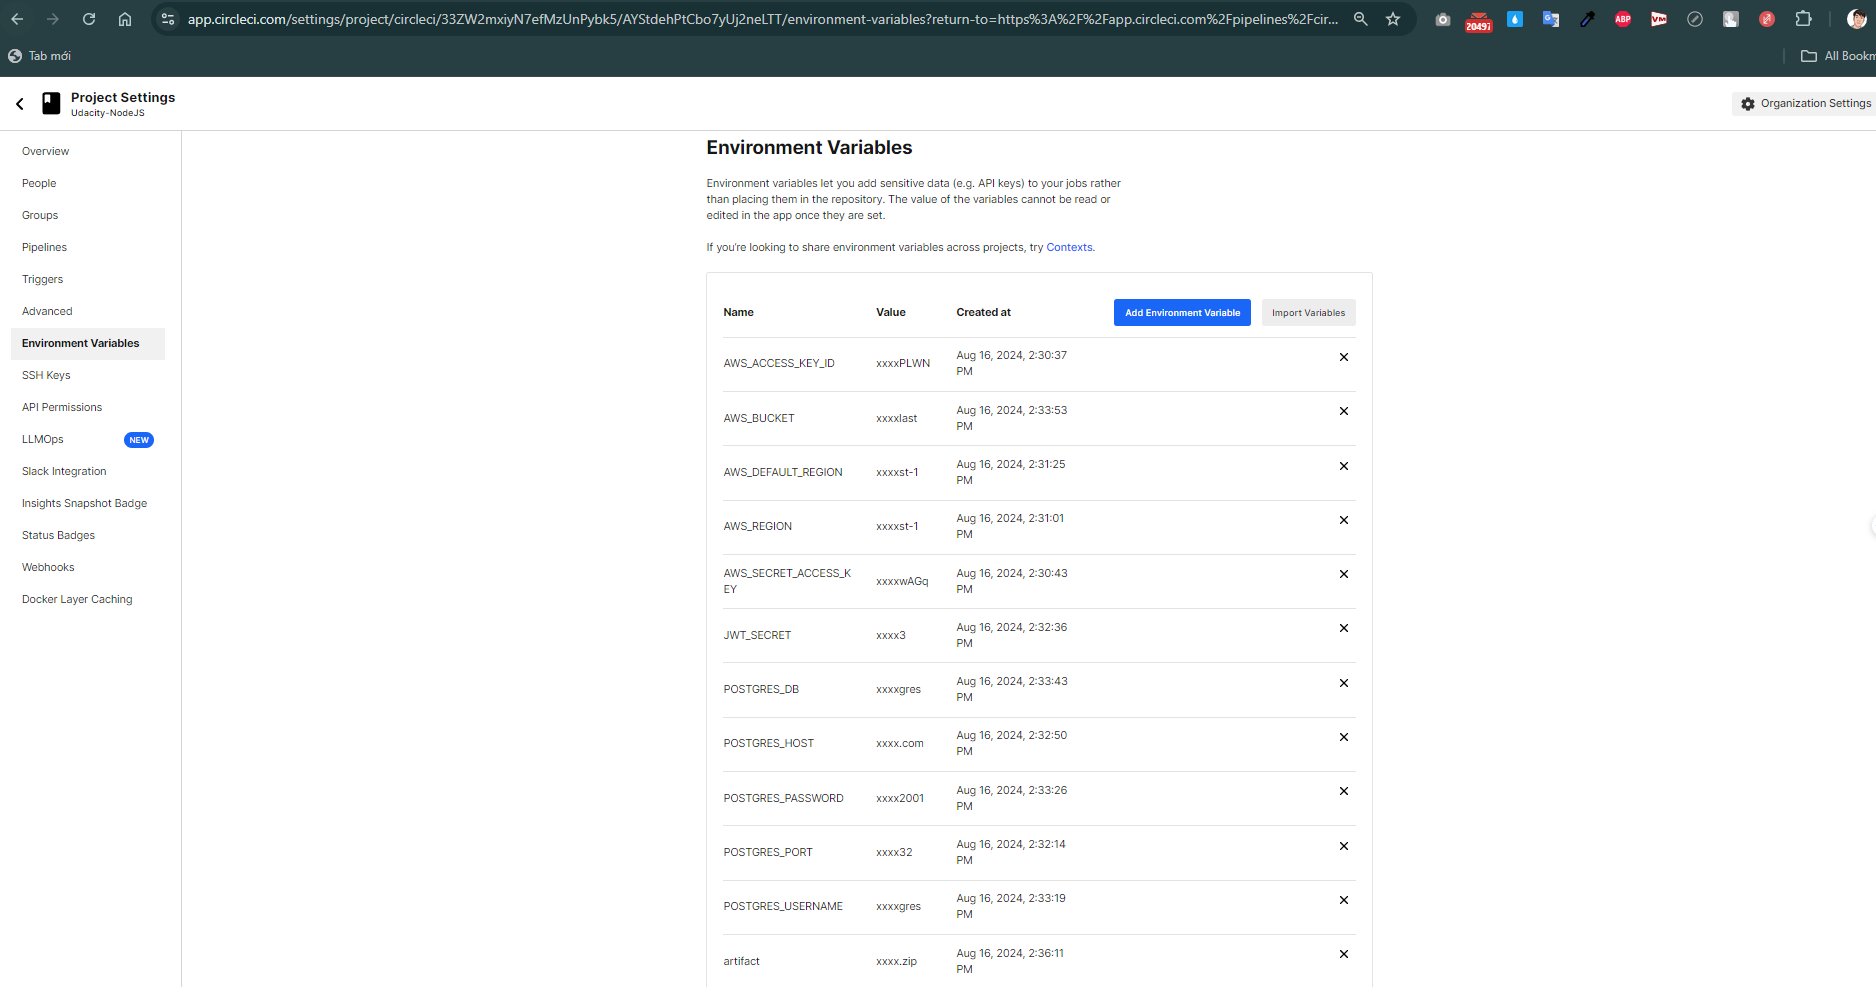 app.circleci.com/settings/project/circleci/33ZW2mxiyN7efMzUnPybk5/AYStdehPtCbo7yUj2neLTT/environment-variables?return-to=https%3A%2F%2Fapp.circleci.com%2Fpipelines%2Fcir...
20497
ABP
VM
Tab mới
All Bookm
Project Settings
Udacity-NodeJS
Organization Settings
Overview
People
Groups
Pipelines
Triggers
Advanced
Environment Variables
SSH Keys
API Permissions
LLMOps NEW
Slack Integration
Insights Snapshot Badge
Status Badges
Webhooks
Docker Layer Caching
Environment Variables
Environment variables let you add sensitive data (e.g. API keys) to your jobs rather
than placing them in the repository. The value of the variables cannot be read or
edited in the app once they are set.
If you're looking to share environment variables across projects, try Contexts.
Name Value Created at Add Environment Variable Import Variables
AWS_ACCESS_KEY_ID xxxxPLWN Aug 16, 2024, 2:30:37
PM
AWS_BUCKET xxxxlast Aug 16, 2024, 2:33:53
PM
AWS_DEFAULT_REGION xxxxst-1 Aug 16, 2024, 2:31:25
PM
AWS_REGION xxxxst-1 Aug 16, 2024, 2:31:01
PM
AWS_SECRET_ACCESS_K
EY xxxxwAGq Aug 16, 2024, 2:30:43
PM
JWT_SECRET xxxx3 Aug 16, 2024, 2:32:36
PM
POSTGRES_DB xxxxgres Aug 16, 2024, 2:33:43
PM
POSTGRES_HOST xxxx.com Aug 16, 2024, 2:32:50
PM
POSTGRES_PASSWORD xxxx2001 Aug 16, 2024, 2:33:26
PM
POSTGRES_PORT xxxx32 Aug 16, 2024, 2:32:14
PM
POSTGRES_USERNAME xxxxgres Aug 16, 2024, 2:33:19
PM
artifact xxxx.zip Aug 16, 2024, 2:36:11
PM